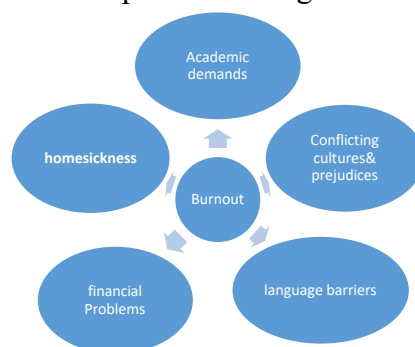 Academic
demands
homesickness
Conflicting
cultures&
prejudices
Burnout
financial
Problems
language barriers